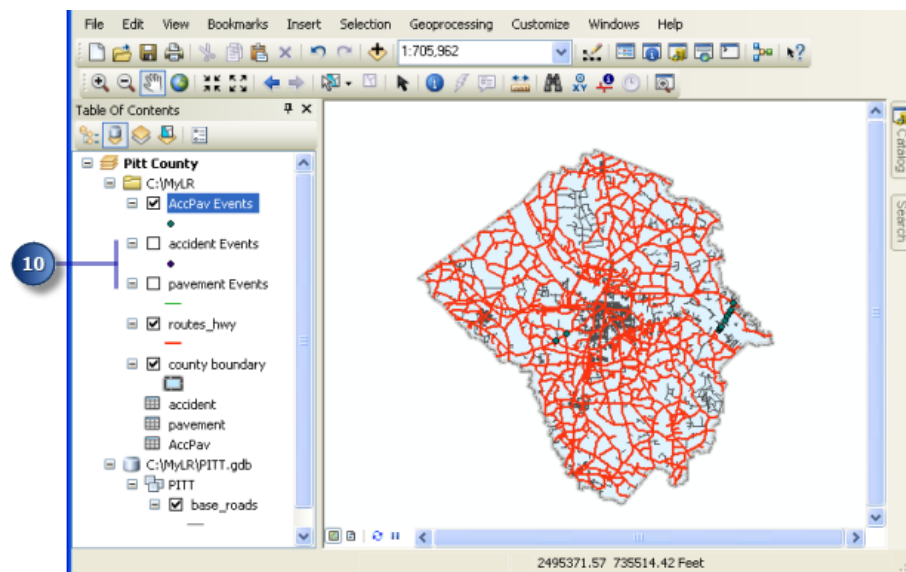 File Edit View Bookmarks Insert Selection Geoprocessing Customize Windows Help
1:705,962
Table Of Contents
Pitt County
C:\MyLR
AccPav Events
accident Events
10
pavement Events
routes_hwy
county boundary
accident
pavement
AccPav
C:\MyLR\PITT.gdb
PITT
base_roads
Catalog
Search
2495371.57 735514.42 Feet